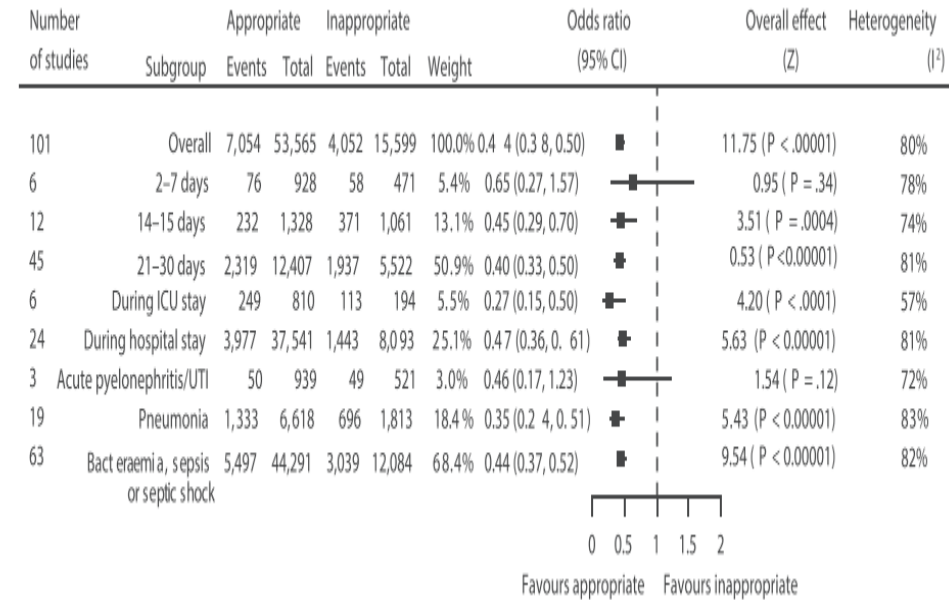 Number of studies Subgroup Appropriate Events Total Inappropriate Events Total Weight Odds ratio (95% CI) Overall effect (Z) Heterogeneity (I²)
101 Overall 7,054 53,565 4,052 15,599 100.0% 0.4 4 (0.3 8, 0.50) 11.75 (P < .00001) 80%
6 2–7 days 76 928 58 471 5.4% 0.65 (0.27, 1.57) 0.95 ( P = .34) 78%
12 14–15 days 232 1,328 371 1,061 13.1% 0.45 (0.29, 0.70) 3.51 ( P = .0004) 74%
45 21–30 days 2,319 12,407 1,937 5,522 50.9% 0.40 (0.33, 0.50) 0.53 ( P<0.00001) 81%
6 During ICU stay 249 810 113 194 5.5% 0.27 (0.15, 0.50) 4.20 ( P < .0001) 57%
24 During hospital stay 3,977 37,541 1,443 8,093 25.1% 0.47 (0.36, 0. 61) 5.63 (P < 0.00001) 81%
3 Acute pyelonephritis/UTI 50 939 49 521 3.0% 0.46 (0.17, 1.23) 1.54 ( P = .12) 72%
19 Pneumonia 1,333 6,618 696 1,813 18.4% 0.35 (0.2 4, 0. 51) 5.43 (P < 0.00001) 83%
63 Bact eraemi a, s epsis 5,497 44,291 3,039 12,084 68.4% 0.44 (0.37, 0.52) 9.54 ( P < 0.00001) 82%
or septic shock
0 0.5 1 1.5 2
Favours appropriate Favours inappropriate